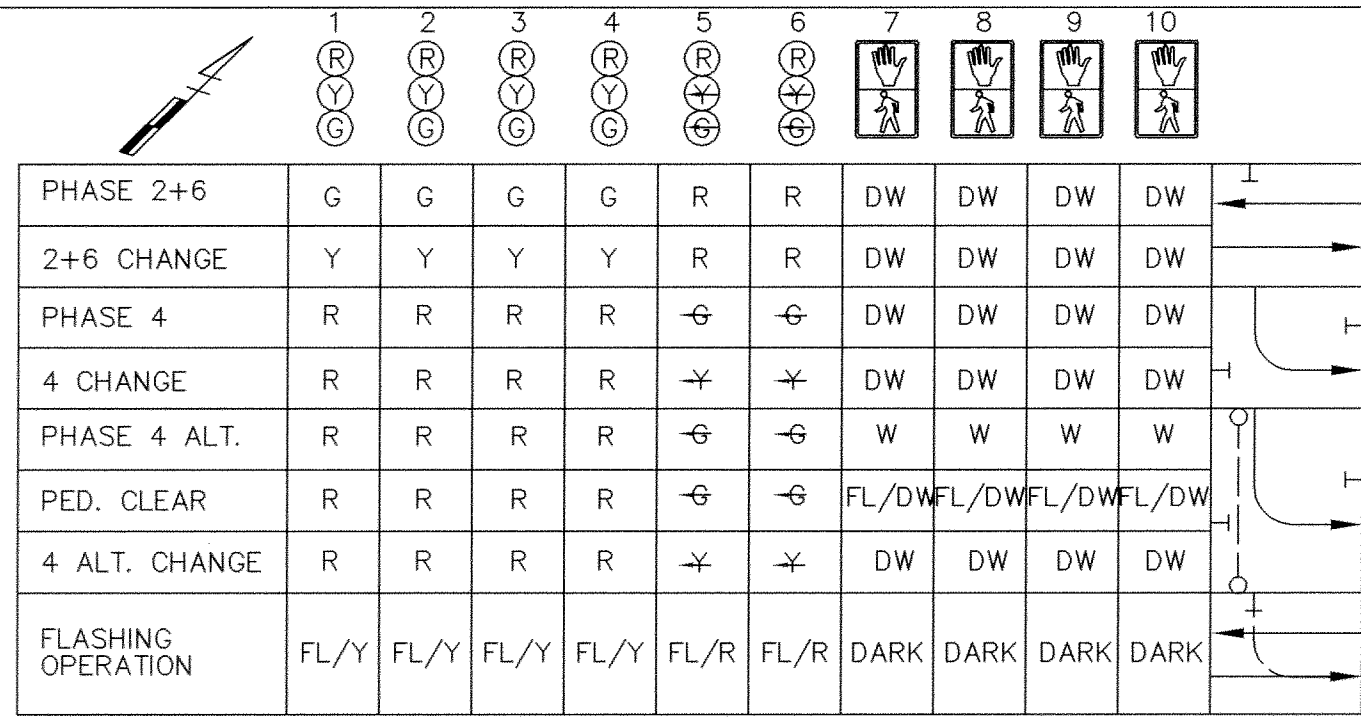 1 2 3 4 5 6 7 8 9 10
R R R R R R
Y Y Y Y Y Y
G G G G G G
PHASE 2+6 G G G G R R DW DW DW DW
2+6 CHANGE Y Y Y Y R R DW DW DW DW
PHASE 4 R R R R G G DW DW DW DW
4 CHANGE R R R R Y Y DW DW DW DW
PHASE 4 ALT. R R R R G G W W W W
PED. CLEAR R R R R G G FL/DW FL/DW FL/DW FL/DW
4 ALT. CHANGE R R R R Y Y DW DW DW DW
FLASHING
OPERATION FL/Y FL/Y FL/Y FL/Y FL/R FL/R DARK DARK DARK DARK